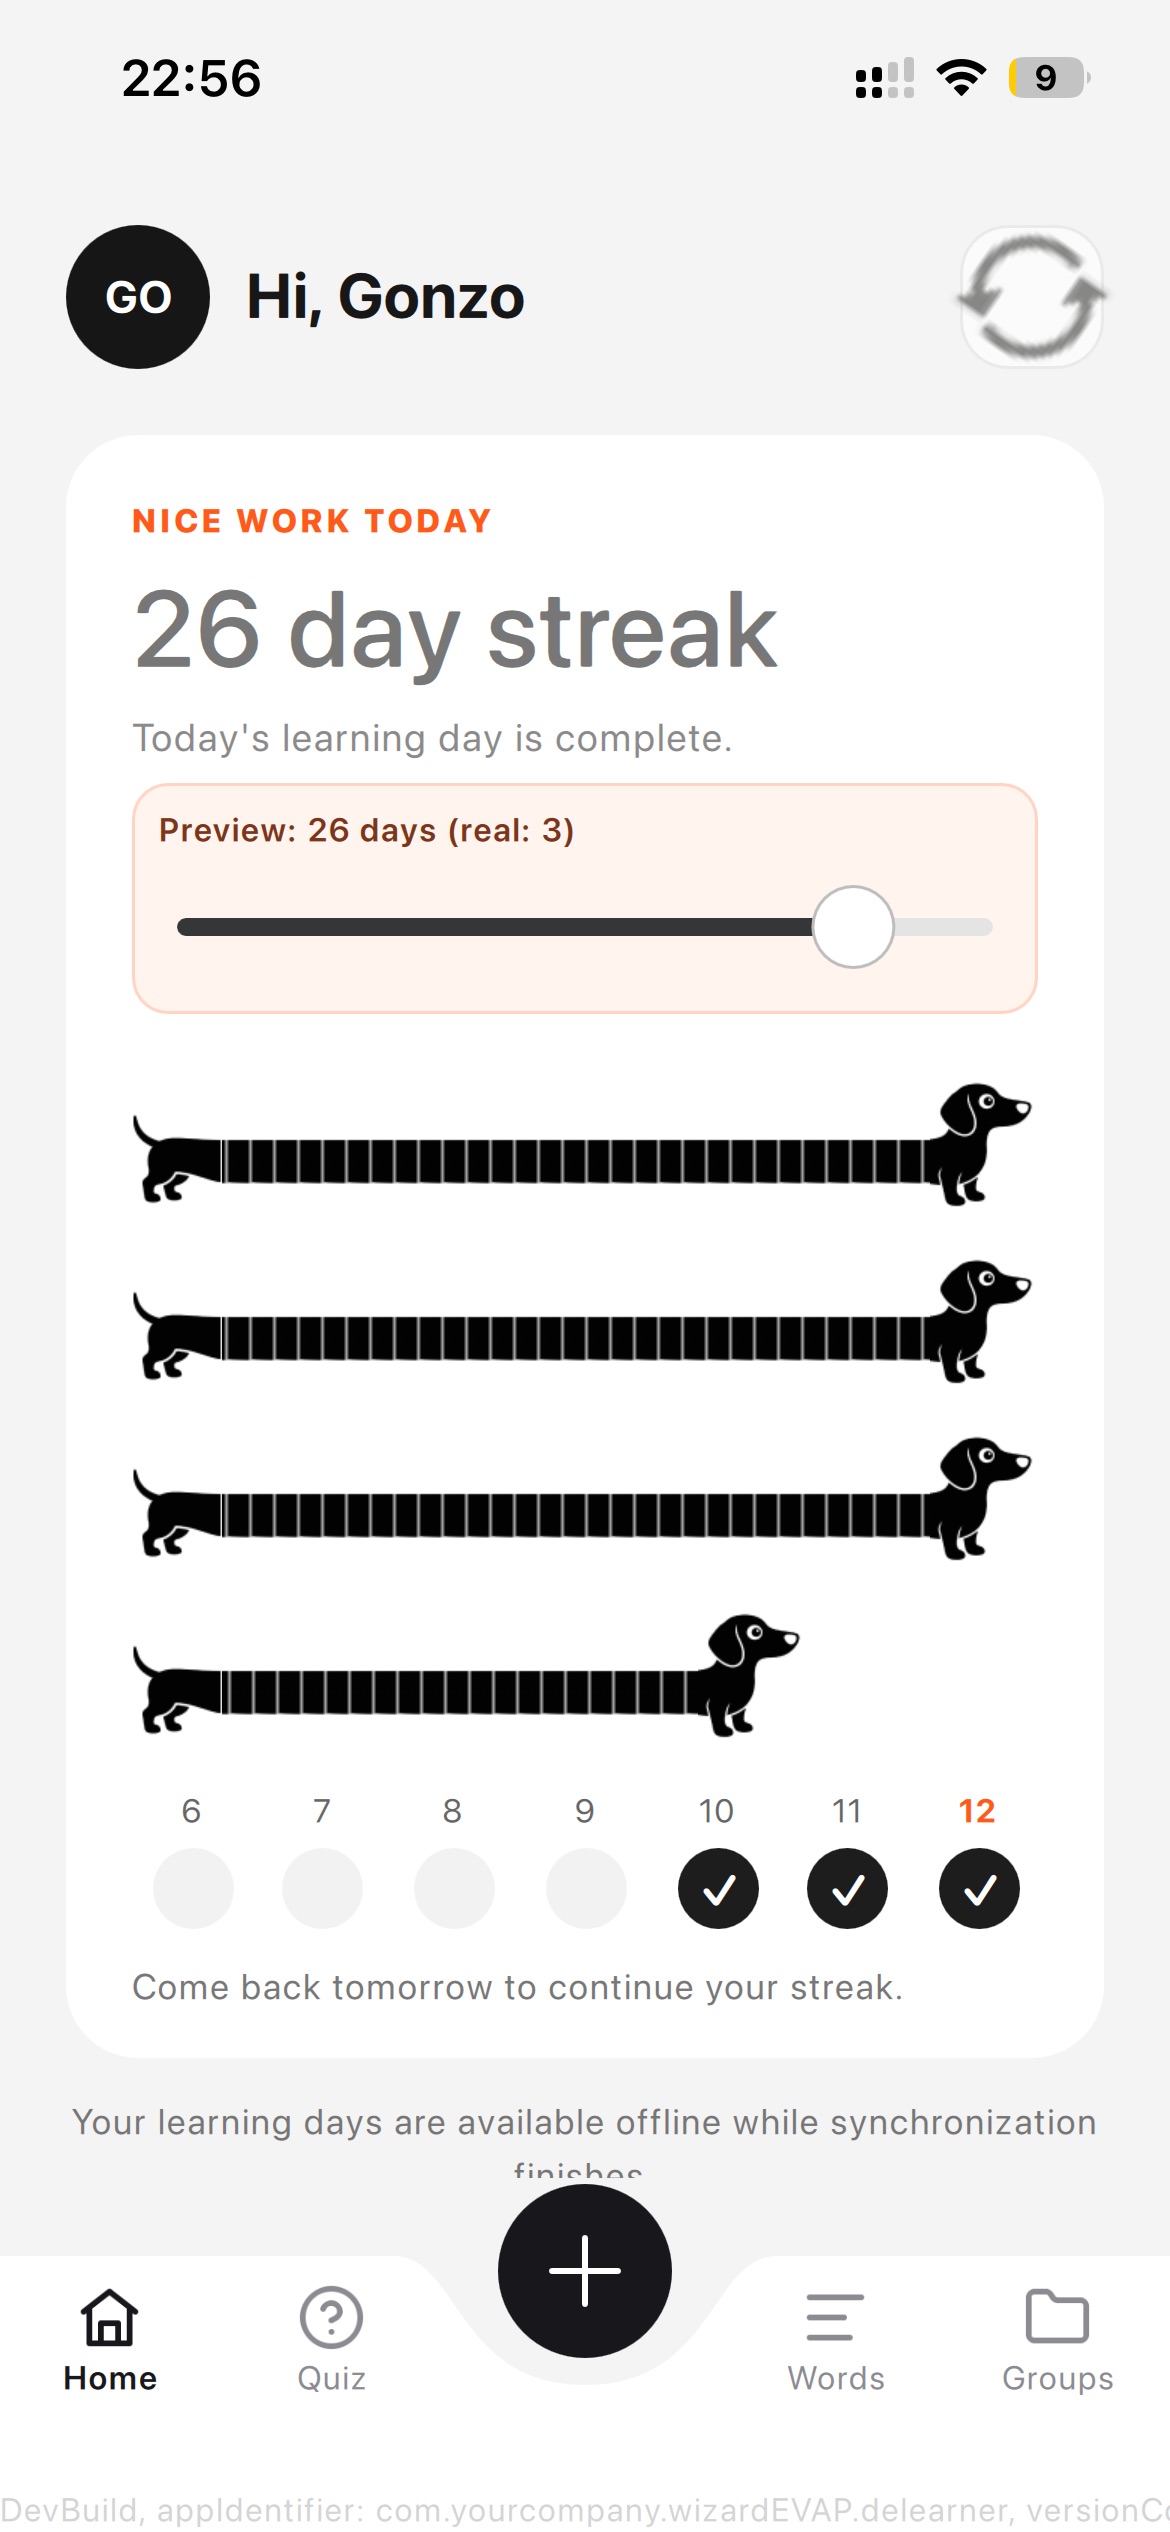 22:56
9
GO
Hi, Gonzo
NICE WORK TODAY
26 day streak
Today's learning day is complete.
Preview: 26 days (real: 3)
6 7 8 9 10 11 12
Come back tomorrow to continue your streak.
Your learning days are available offline while synchronization
finishes
Home Quiz Words Groups
DevBuild, appIdentifier: com.yourcompany.wizardEVAP.delearner, versionCo